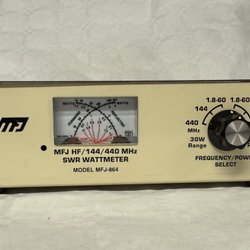 MFJ
WATTS
WATTS
MFJ HF/144/440 MHz
SWR WATTMETER
MODEL MFJ-864
1.8-60
1.8-60
144
440
MHz
30W
Range
FREQUENCY/POWE
SELECT